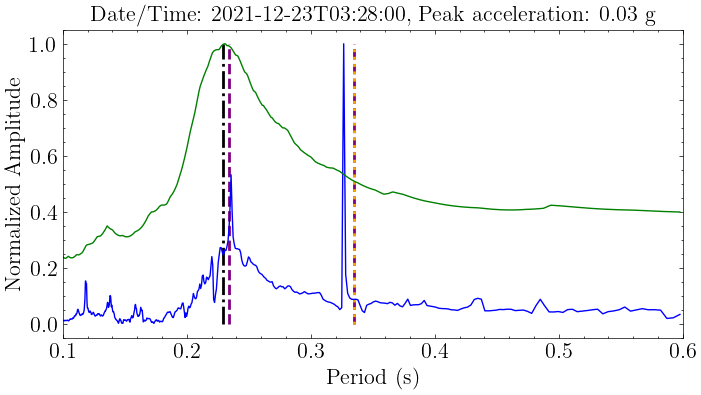 Date/Time: 2021-12-23T03:28:00, Peak acceleration: 0.03 g
Normalized Amplitude
1.0
0.8
0.6
0.4
0.2
0.0
0.1 0.2 0.3 0.4 0.5 0.6
Period (s)